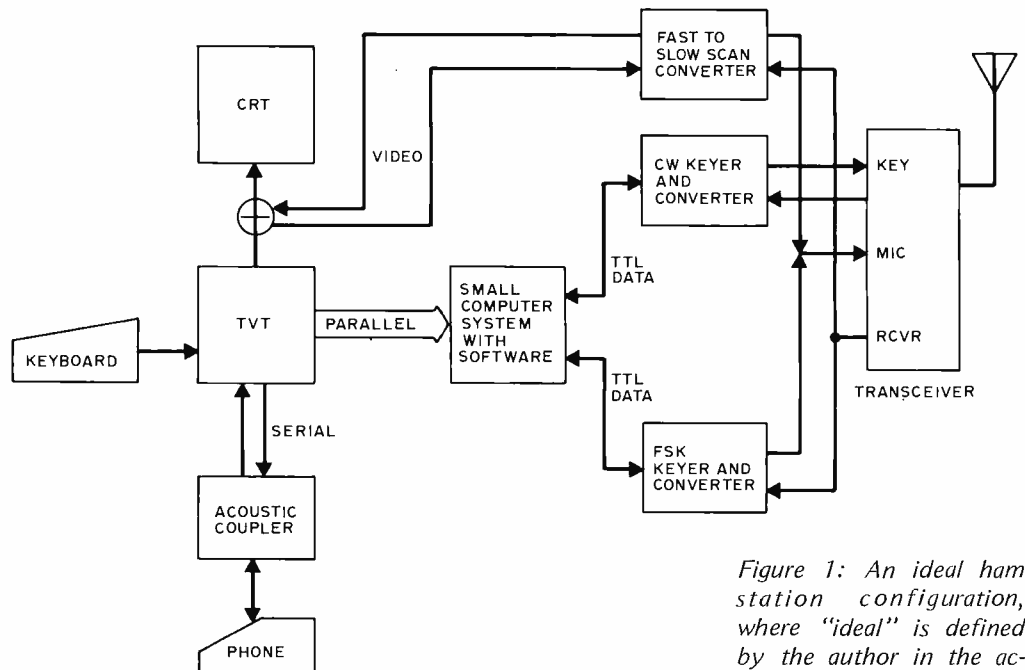 FAST TO
SLOW SCAN
CONVERTER
CRT
VIDEO
CW KEYER
AND
CONVERTER
KEY
MIC
RCVR
TRANSCEIVER
TTL
DATA
TVT
PARALLEL
SMALL
COMPUTER
SYSTEM
WITH
SOFTWARE
KEYBOARD
TTL
DATA
SERIAL
FSK
KEYER AND
CONVERTER
ACOUSTIC
COUPLER
PHONE
Figure 1: An ideal ham
station configuration,
where "ideal" is defined
by the author in the ac-